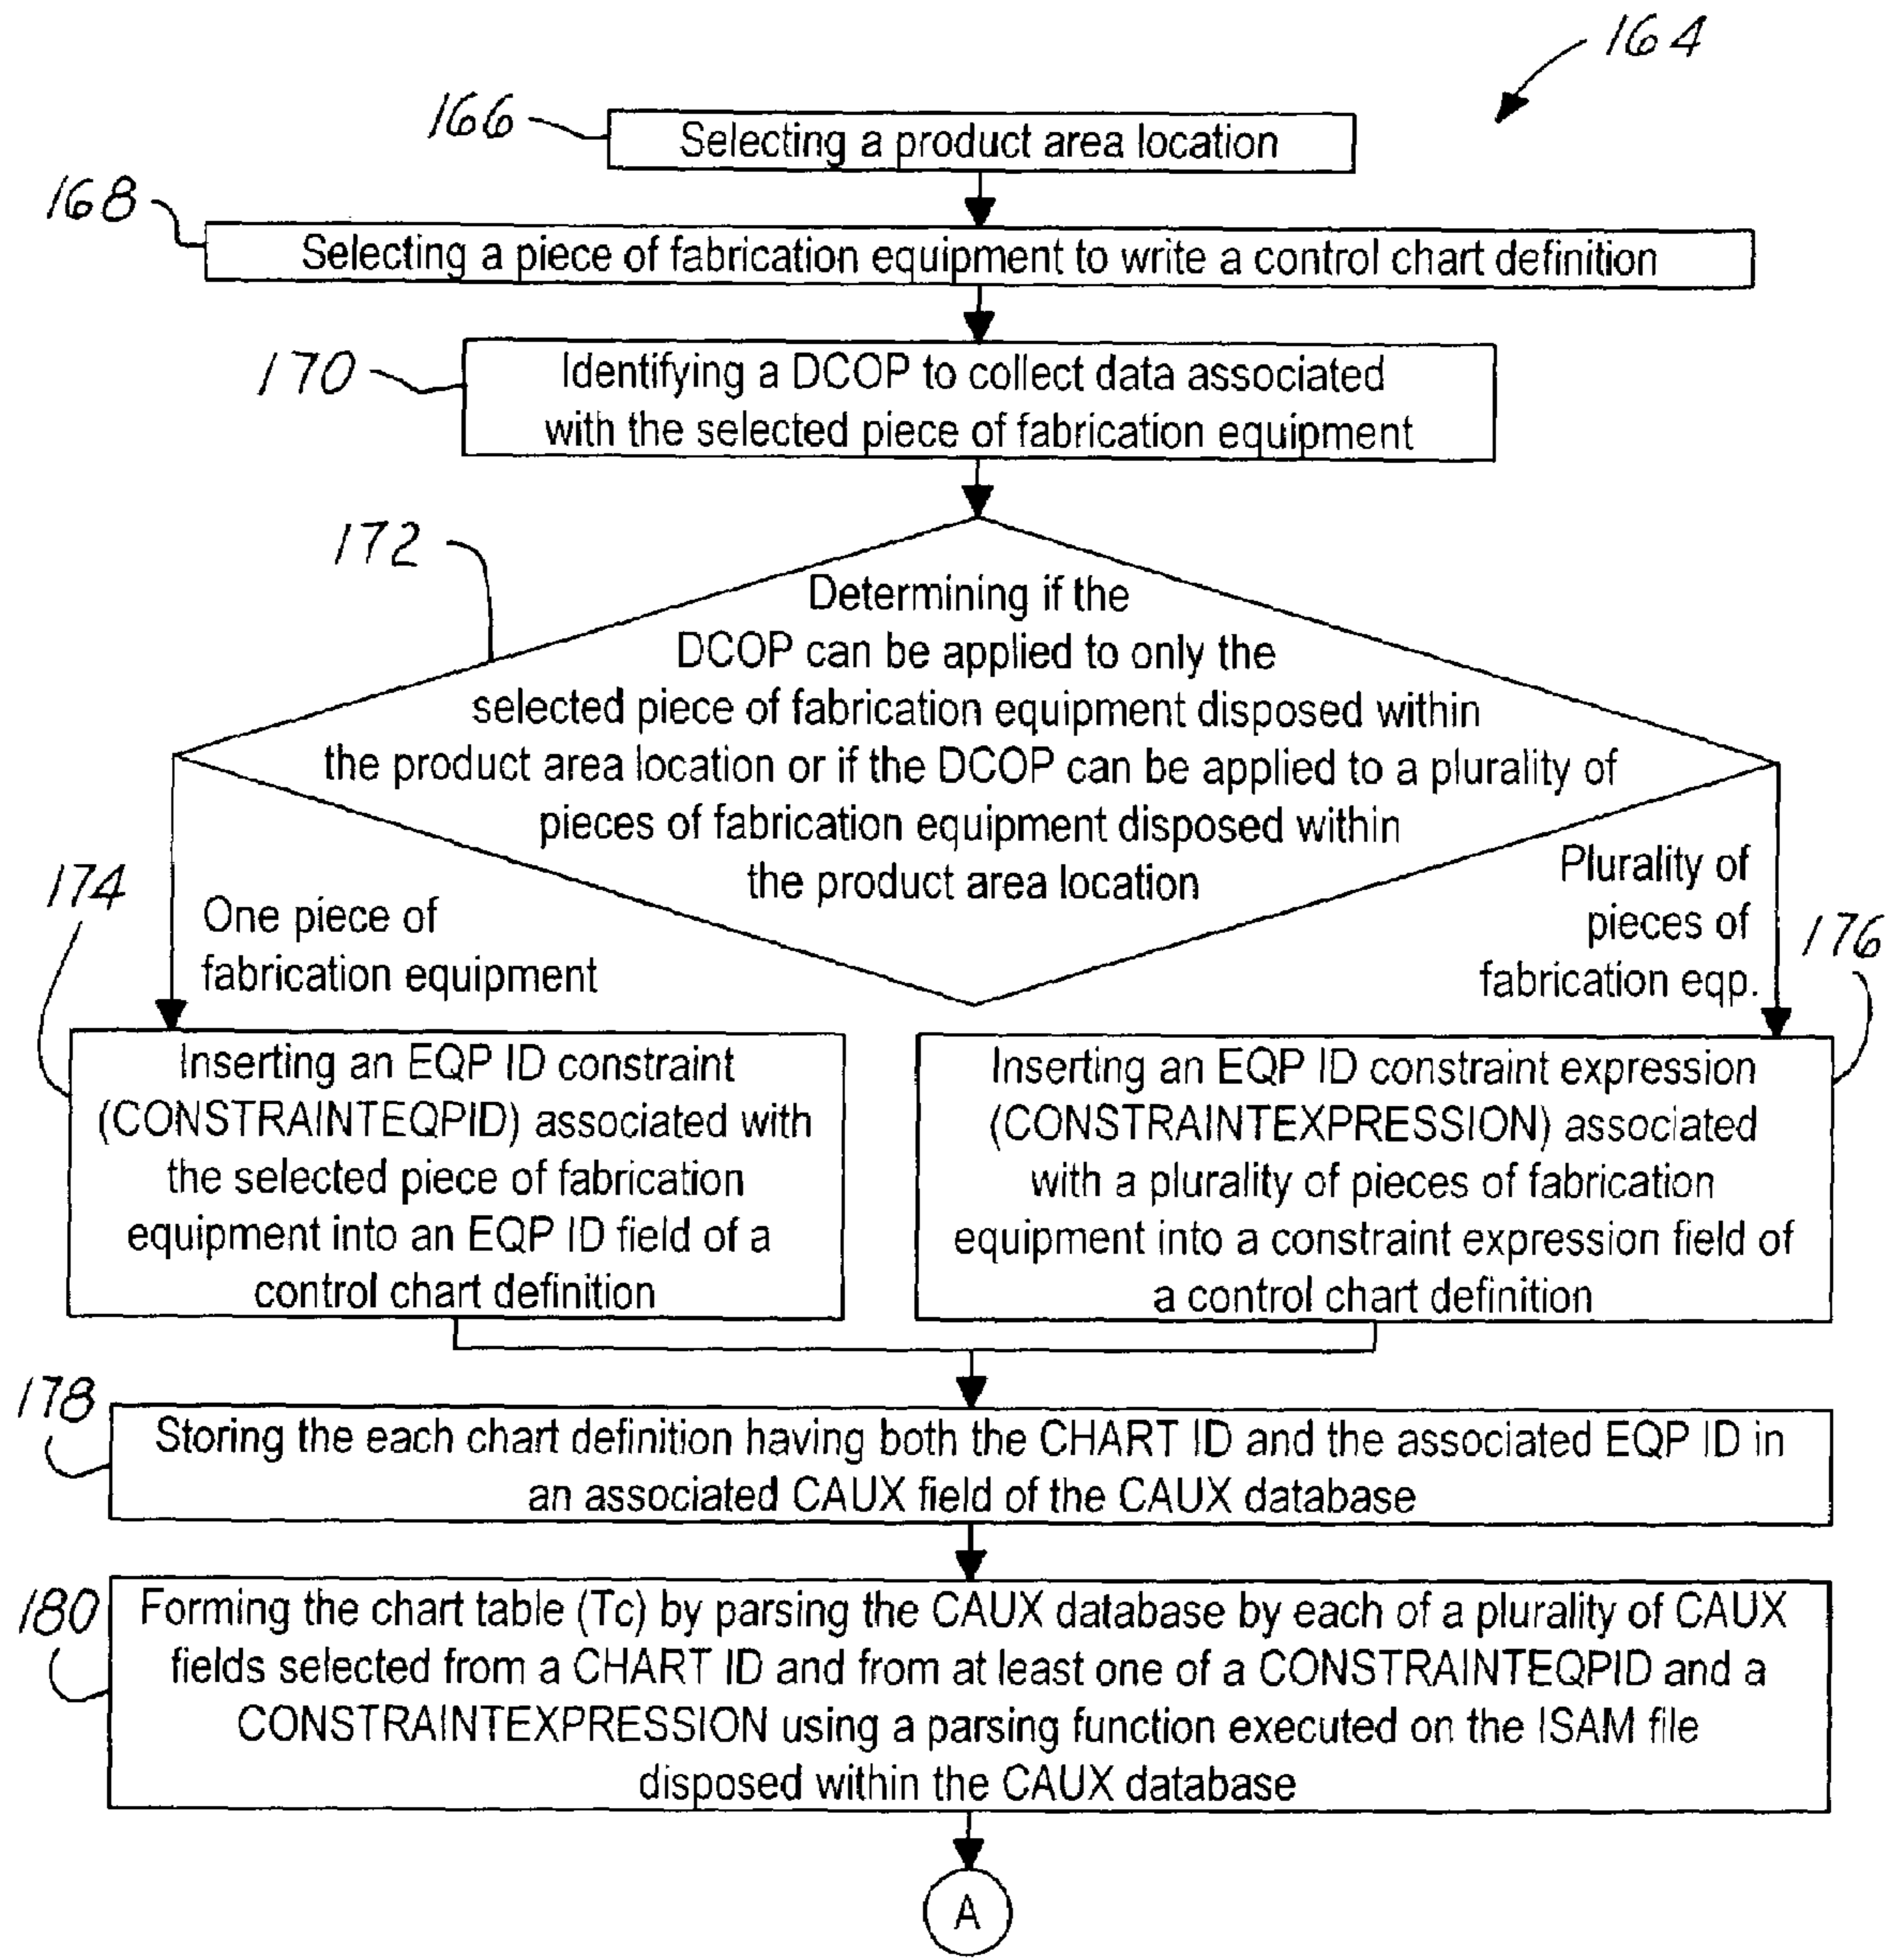 164
166
Selecting a product area location
168
Selecting a piece of fabrication equipment to write a control chart definition
170
Identifying a DCOP to collect data associated
with the selected piece of fabrication equipment
172
Determining if the
DCOP can be applied to only the
selected piece of fabrication equipment disposed within
the product area location or if the DCOP can be applied to a plurality of
pieces of fabrication equipment disposed within
the product area location
174
One piece of
fabrication equipment
Plurality of
pieces of
fabrication eqp.
176
Inserting an EQP ID constraint
(CONSTRAINTEQPID) associated with
the selected piece of fabrication
equipment into an EQP ID field of a
control chart definition
Inserting an EQP ID constraint expression
(CONSTRAINTEXPRESSION) associated
with a plurality of pieces of fabrication
equipment into a constraint expression field of
a control chart definition
178
Storing the each chart definition having both the CHART ID and the associated EQP ID in
an associated CAUX field of the CAUX database
180
Forming the chart table (Tc) by parsing the CAUX database by each of a plurality of CAUX
fields selected from a CHART ID and from at least one of a CONSTRAINTEQPID and a
CONSTRAINTEXPRESSION using a parsing function executed on the ISAM file
disposed within the CAUX database
A